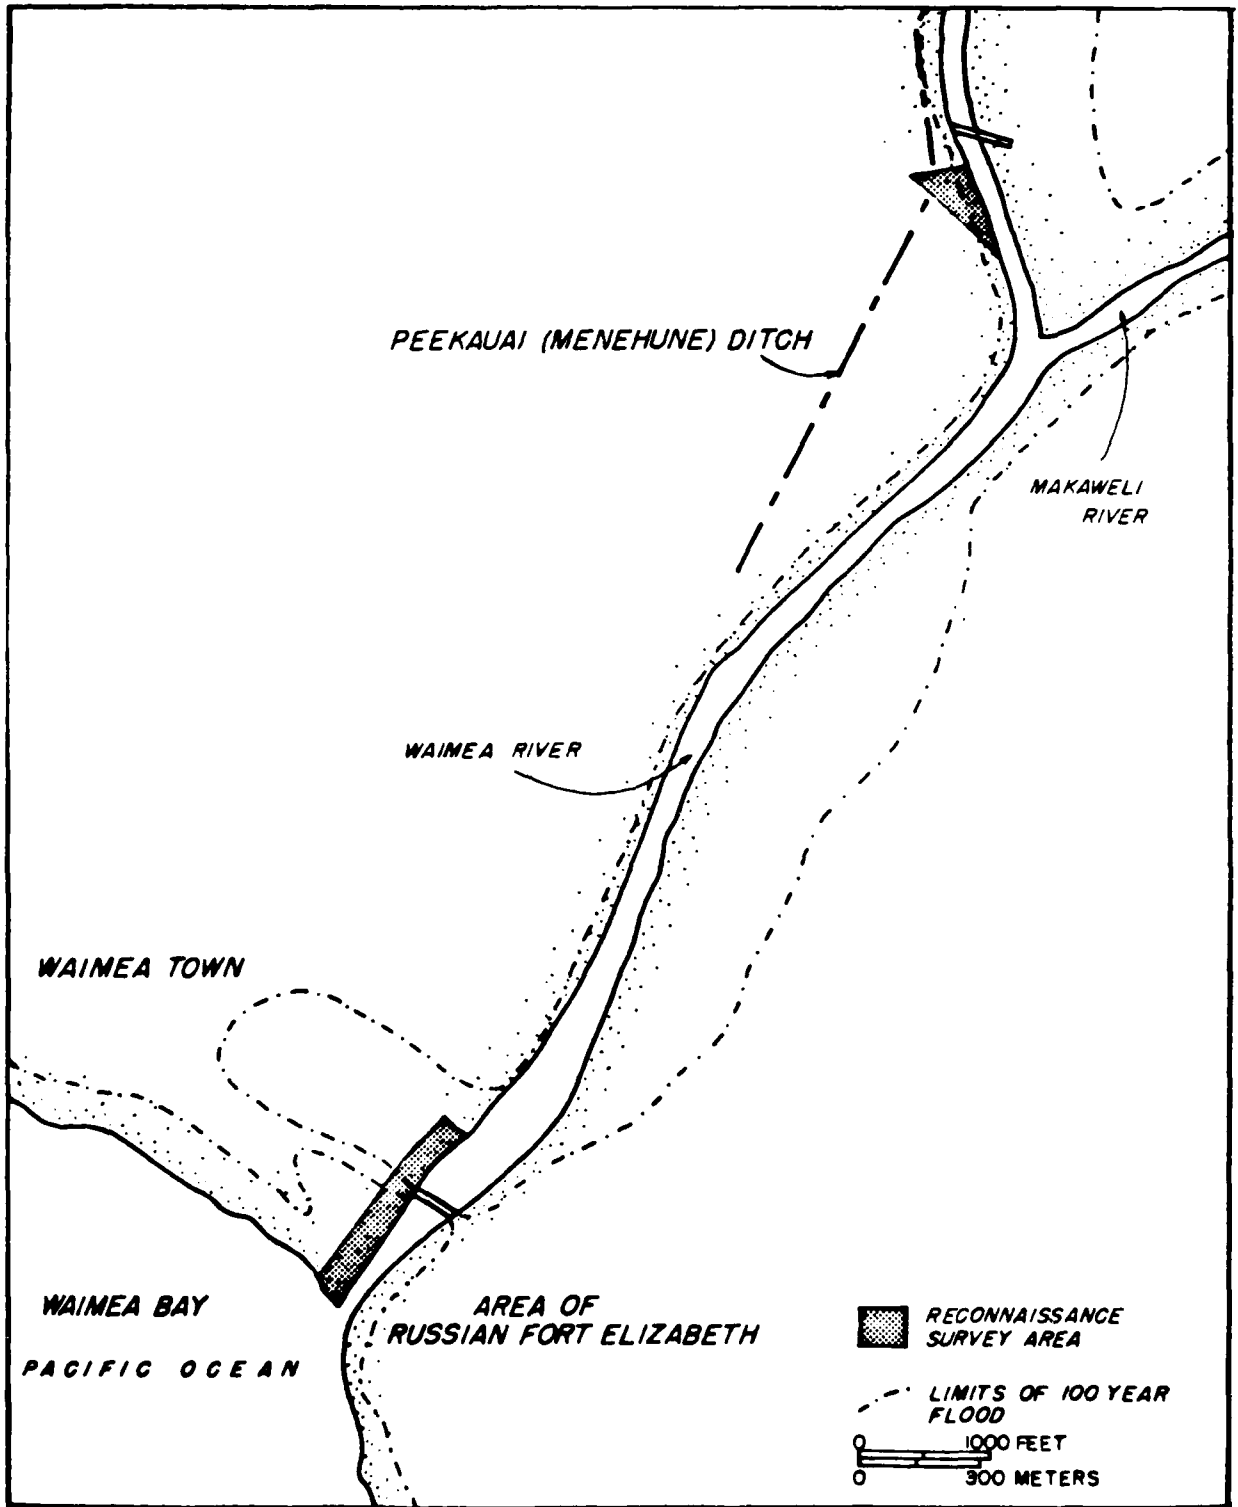 PEEKAUAI (MENEHUNE) DITCH
MAKAWELI
RIVER
WAIMEA RIVER
WAIMEA TOWN
WAIMEA BAY
PACIFIC OCEAN
AREA OF
RUSSIAN FORT ELIZABETH
RECONNAISSANCE
SURVEY AREA
LIMITS OF 100 YEAR
FLOOD
0 1000 FEET
0 300 METERS